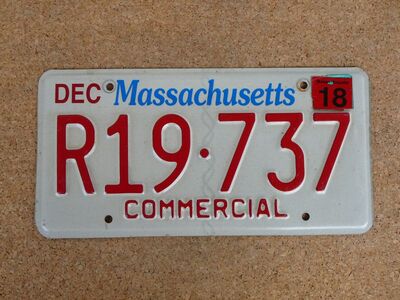 DEC Massachusetts 18
R19·737
COMMERCIAL